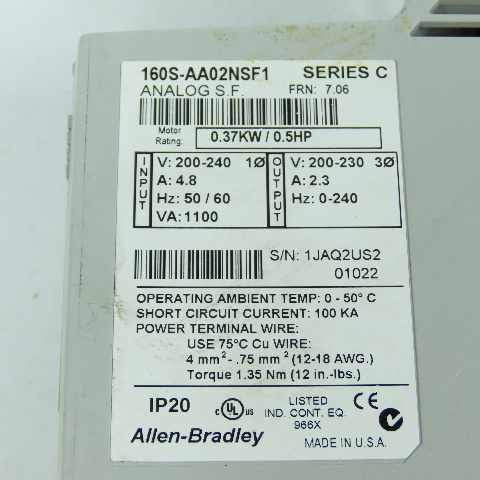 160S-AA02NSF1 SERIES C
ANALOG S.F. FRN: 7.06
Motor Rating: 0.37KW / 0.5HP
INPUT
V: 200-240 1Ø
A: 4.8
Hz: 50 / 60
VA: 1100
OUTPUT
V: 200-230 3Ø
A: 2.3
Hz: 0-240
S/N: 1JAQ2US2
01022
OPERATING AMBIENT TEMP: 0 - 50° C
SHORT CIRCUIT CURRENT: 100 KA
POWER TERMINAL WIRE:
USE 75°C Cu WIRE:
4 mm² - .75 mm² (12-18 AWG.)
Torque 1.35 Nm (12 in.-lbs.)
IP20 c UL us LISTED IND. CONT. EQ. 966X CE
Allen-Bradley MADE IN U.S.A.